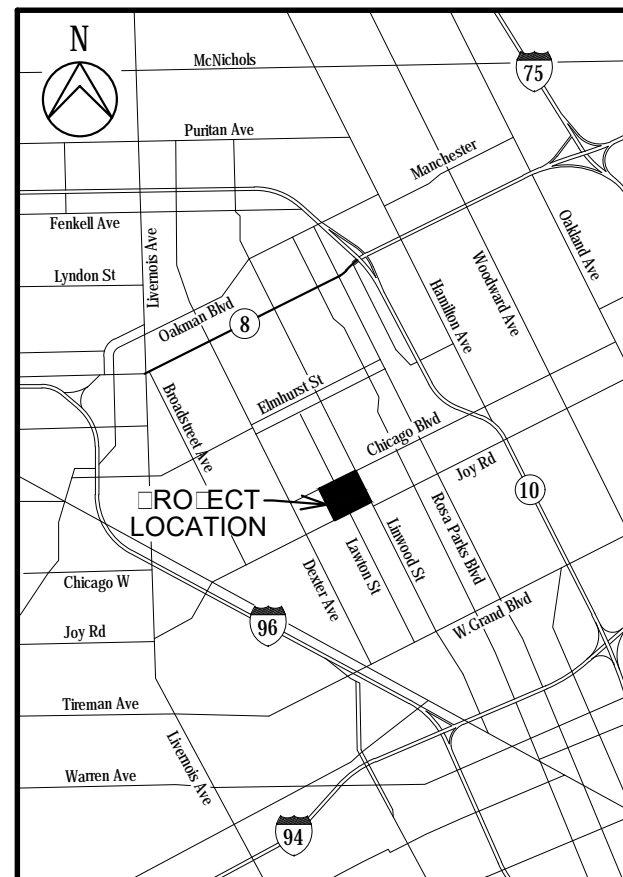 N
McNichols
75
Puritan Ave
Manchester
Fenkell Ave
Livernois Ave
Oakland Ave
Woodward Ave
Lyndon St
Hamilton Ave
Oakman Blvd
8
Elmhurst St
Broadstreet Ave
Chicago Blvd
Joy Rd
10
□RO□ECT
LOCATION
Rosa Parks Blvd
Linwood St
Lawton St
Dexter Ave
Chicago W
W.Grand Blvd
96
Joy Rd
Tireman Ave
Livernois Ave
Warren Ave
94